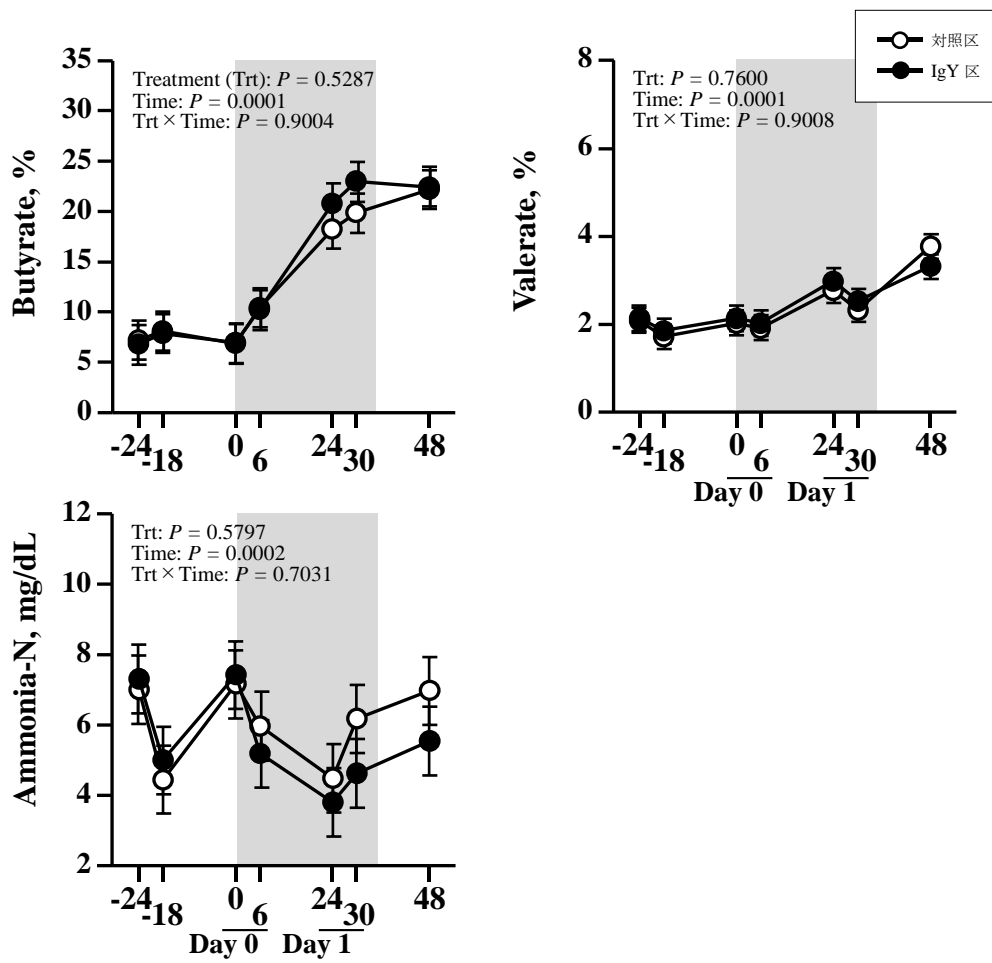 対照区
IgY 区
Butyrate, %
35
30
25
20
15
10
5
0
Treatment (Trt): P = 0.5287
Time: P = 0.0001
Trt × Time: P = 0.9004
-24
-18
0
6
24
30
48
Valerate, %
8
6
4
2
0
Trt: P = 0.7600
Time: P = 0.0001
Trt × Time: P = 0.9008
-24
-18
0
6
24
30
48
Day 0 Day 1
Ammonia-N, mg/dL
12
10
8
6
4
2
Trt: P = 0.5797
Time: P = 0.0002
Trt × Time: P = 0.7031
-24
-18
0
6
24
30
48
Day 0 Day 1